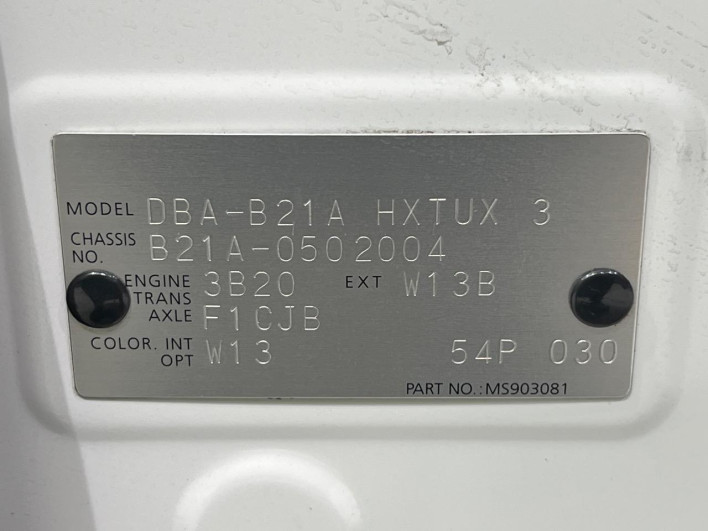 MODEL DBA-B21A HXTUX 3
CHASSIS NO. B21A-0502004
ENGINE 3B20 EXT W13B
TRANS AXLE F1CJB
COLOR. INT OPT W13 54P 030
PART NO.:MS903081